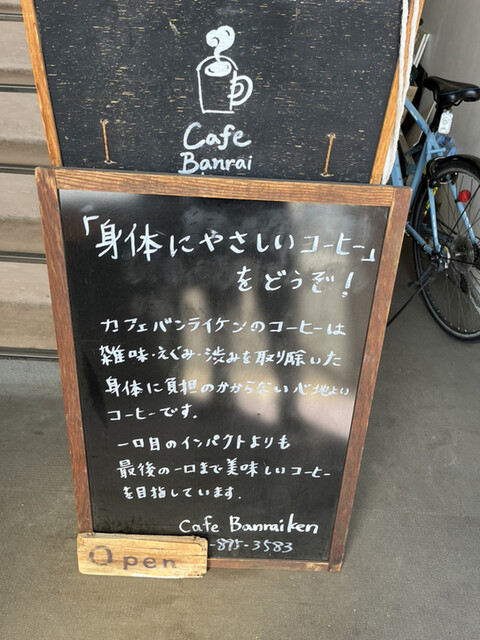 Cafe
Banrai
「身体にやさしいコーヒー」
をどうぞ!
カフェバンライケンのコーヒーは
雑味・えぐみ・渋みを取り除いた
身体に負担のかからない心地よい
コーヒーです.
一口目のインパクトよりも
最後の一口まで美味しいコーヒー
を目指しています.
Cafe Banraiken
-895-3583
Open